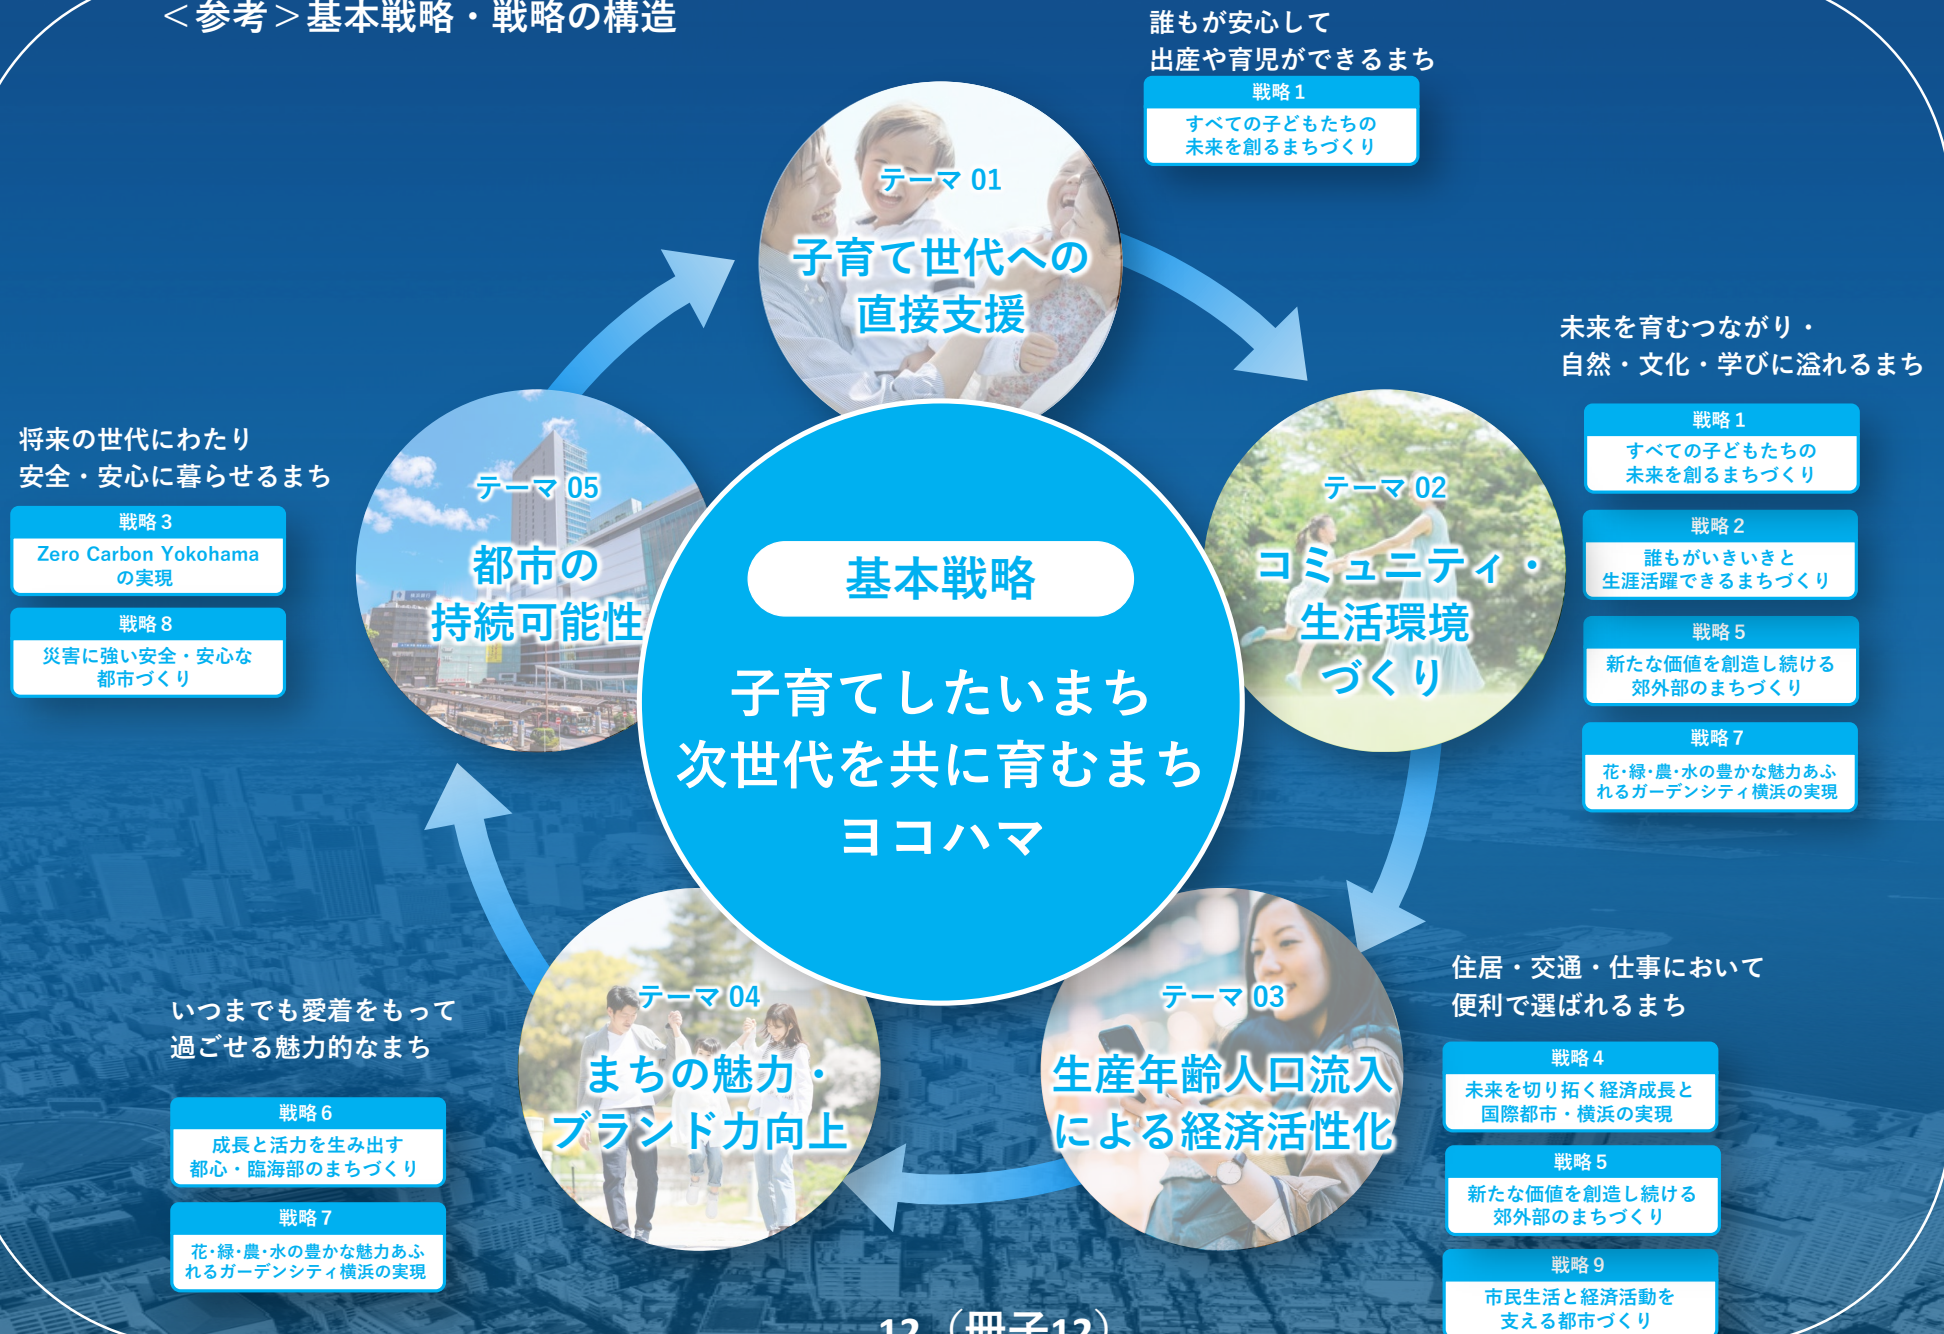 ＜参考＞基本戦略・戦略の構造
誰もが安心して
出産や育児ができるまち
戦略１
すべての子どもたちの
未来を創るまちづくり
テーマ 01
子育て世代への
直接支援
未来を育むつながり・
自然・文化・学びに溢れるまち
戦略１
すべての子どもたちの
未来を創るまちづくり
戦略２
誰もがいきいきと
生涯活躍できるまちづくり
戦略５
新たな価値を創造し続ける
郊外部のまちづくり
戦略７
花・緑・農・水の豊かな魅力あふ
れるガーデンシティ横浜の実現
テーマ 02
コミュニティ・
生活環境
づくり
将来の世代にわたり
安全・安心に暮らせるまち
戦略３
Zero Carbon Yokohama
の実現
戦略８
災害に強い安全・安心な
都市づくり
テーマ 05
都市の
持続可能性
基本戦略
子育てしたいまち
次世代を共に育むまち
ヨコハマ
いつまでも愛着をもって
過ごせる魅力的なまち
戦略６
成長と活力を生み出す
都心・臨海部のまちづくり
戦略７
花・緑・農・水の豊かな魅力あふ
れるガーデンシティ横浜の実現
テーマ 04
まちの魅力・
ブランド力向上
テーマ 03
生産年齢人口流入
による経済活性化
住居・交通・仕事において
便利で選ばれるまち
戦略４
未来を切り拓く経済成長と
国際都市・横浜の実現
戦略５
新たな価値を創造し続ける
郊外部のまちづくり
戦略９
市民生活と経済活動を
支える都市づくり
12（冊子12）